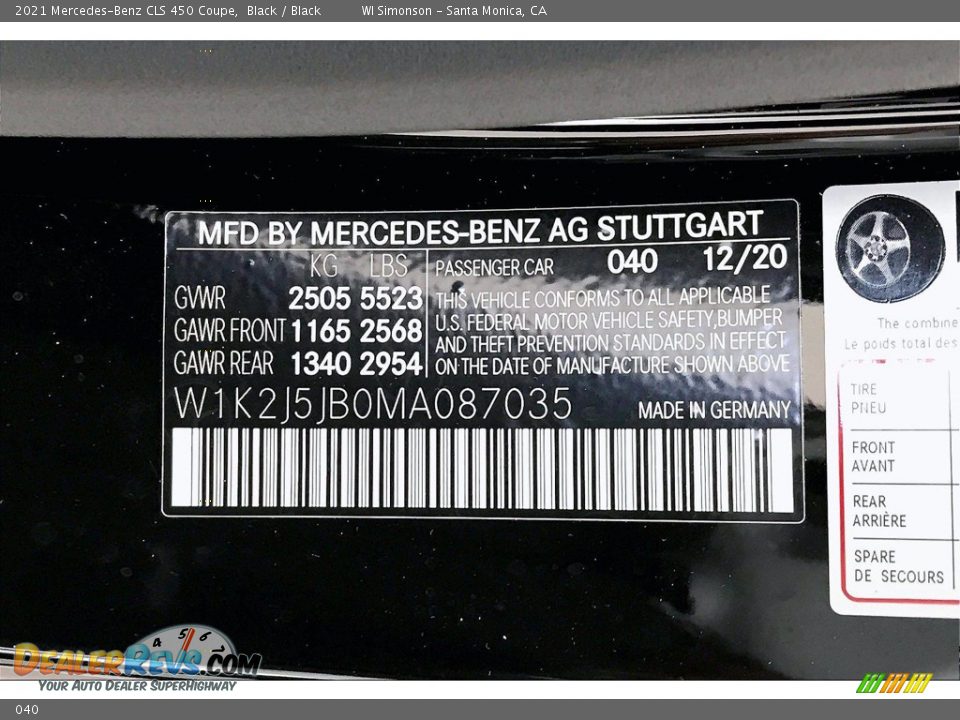 2021 Mercedes-Benz CLS 450 Coupe, Black / Black WI Simonson - Santa Monica, CA
MFD BY MERCEDES-BENZ AG STUTTGART
KG LBS PASSENGER CAR 040 12/20
GVWR 2505 5523
GAWR FRONT 1165 2568
GAWR REAR 1340 2954
THIS VEHICLE CONFORMS TO ALL APPLICABLE
U.S. FEDERAL MOTOR VEHICLE SAFETY,BUMPER
AND THEFT PREVENTION STANDARDS IN EFFECT
ON THE DATE OF MANUFACTURE SHOWN ABOVE
W1K2J5JB0MA087035 MADE IN GERMANY
The combine
Le poids total des
TIRE
PNEU
FRONT
AVANT
REAR
ARRIÈRE
SPARE
DE SECOURS
4 5 6
DEALERREVS.COM
YOUR AUTO DEALER SUPERHIGHWAY
040